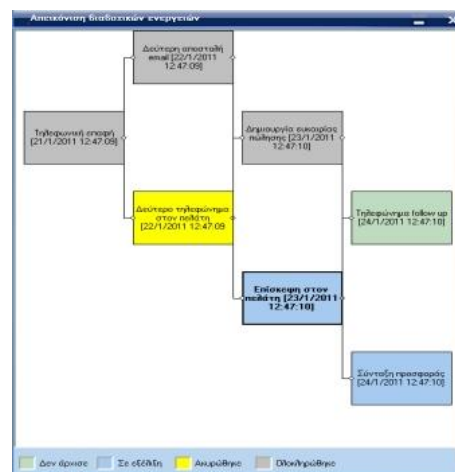 Απεικόνιση διαδοχικών ενεργειών
Δεύτερη αποστολή
email [22/1/2011
12:47:09]
Τηλεφωνική επαφή
[21/1/2011 12:47:09]
Δημιουργία ευκαιρίας
πώλησης [23/1/2011
12:47:10]
Δεύτερο τηλεφώνημα
στον πελάτη
[22/1/2011 12:47:09
Τηλεφώνημα follow up
[24/1/2011 12:47:10]
Επίσκεψη στον
πελάτη [23/1/2011
12:47:10]
Σύνταξη προσφοράς
[24/1/2011 12:47:10]
Δεν άρχισε
Σε εξέλιξη
Ακυρώθηκε
Ολοκληρώθηκε